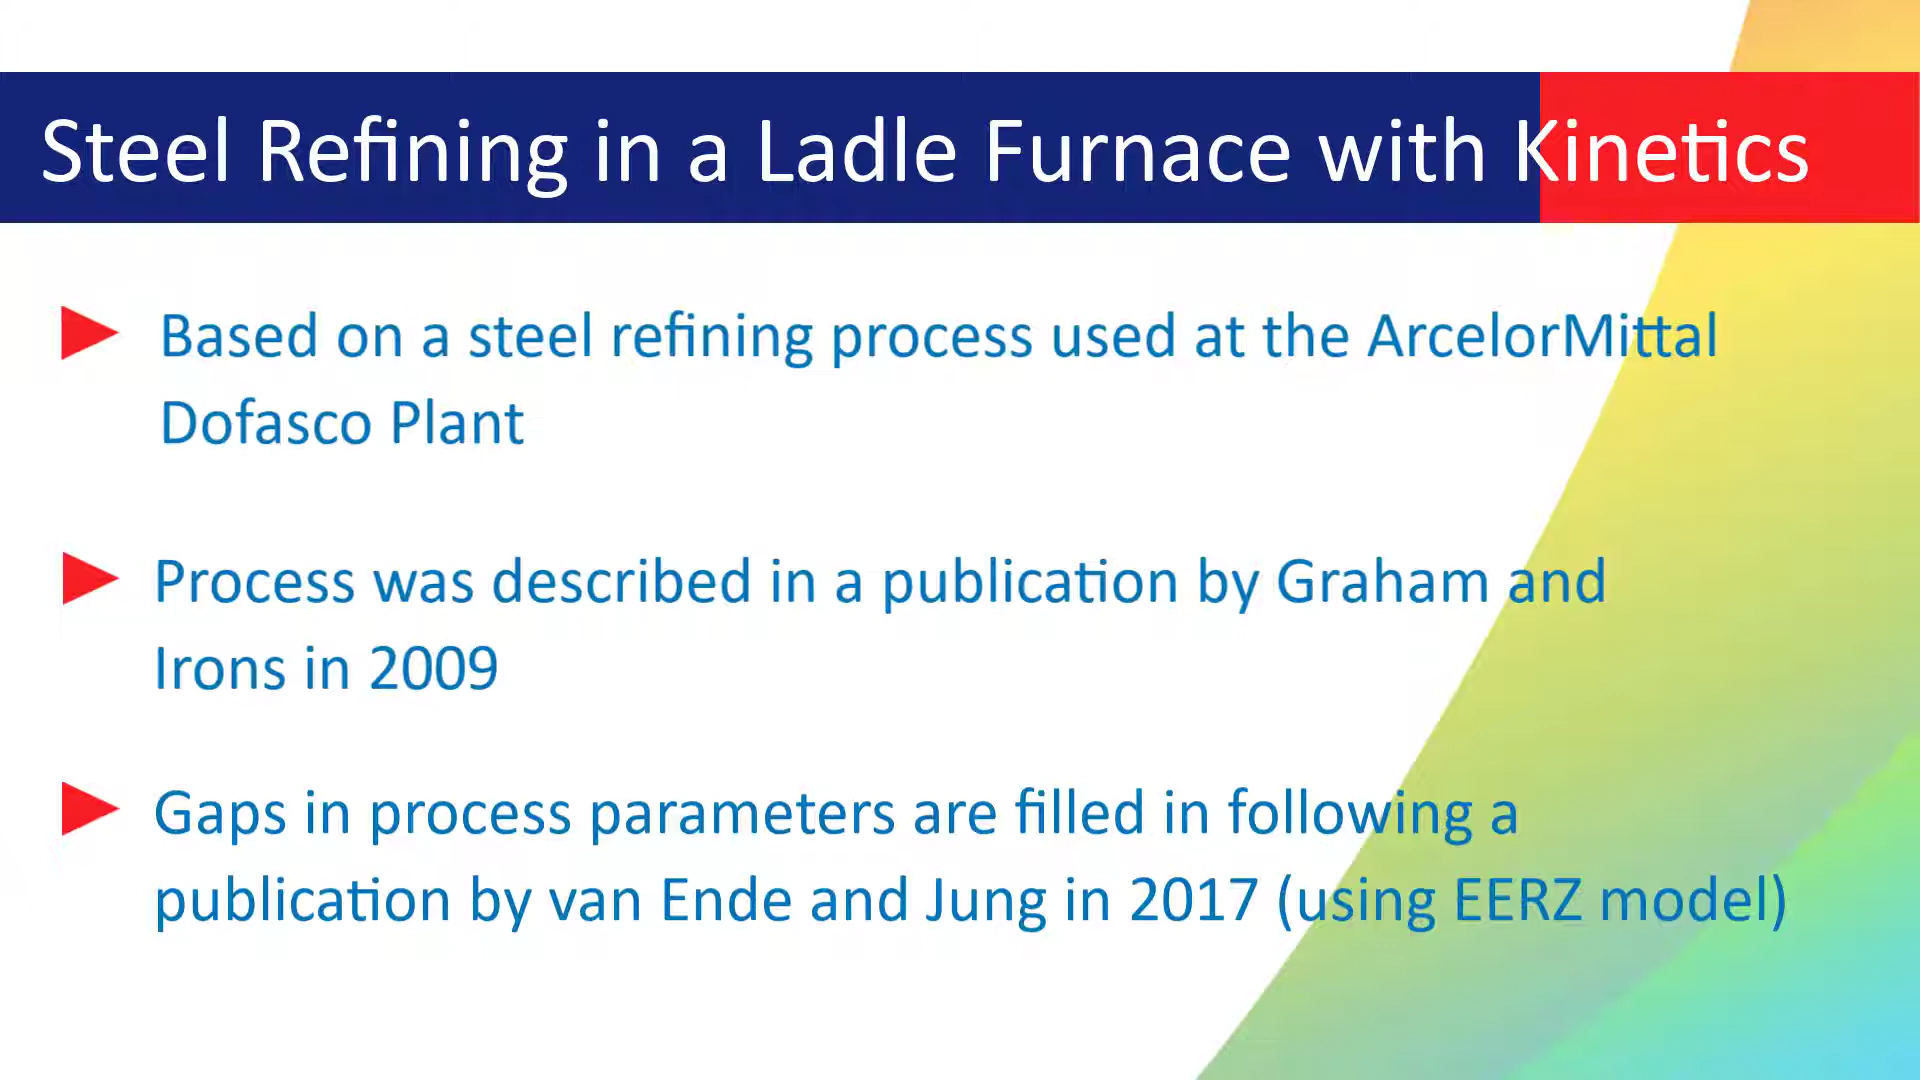 Steel Refining in a Ladle Furnace with Kinetics
Based on a steel refining process used at the ArcelorMittal
Dofasco Plant
Process was described in a publication by Graham and
Irons in 2009
Gaps in process parameters are filled in following a
publication by van Ende and Jung in 2017 (using EERZ model)